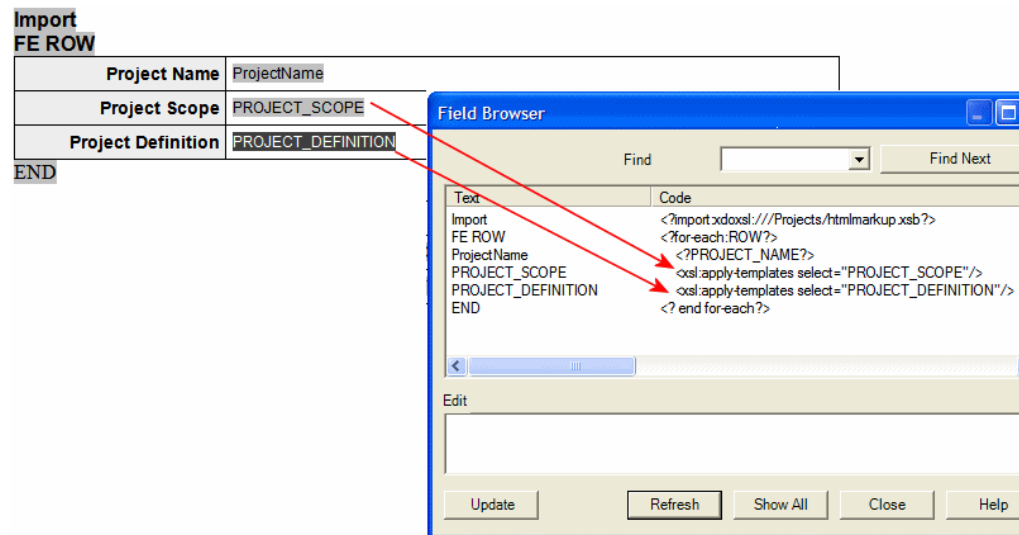 Import
FE ROW
Project Name ProjectName
Project Scope PROJECT_SCOPE
Project Definition PROJECT_DEFINITION
END
Field Browser
Find Find Next
Text Code
Import <?import:xdoxsl:///Projects/htmlmarkup.xsb?>
FE ROW <?for-each:ROW?>
ProjectName <?PROJECT_NAME?>
PROJECT_SCOPE <xsl:apply-templates select="PROJECT_SCOPE"/>
PROJECT_DEFINITION <xsl:apply-templates select="PROJECT_DEFINITION"/>
END <? end for-each?>
Edit
Update Refresh Show All Close Help